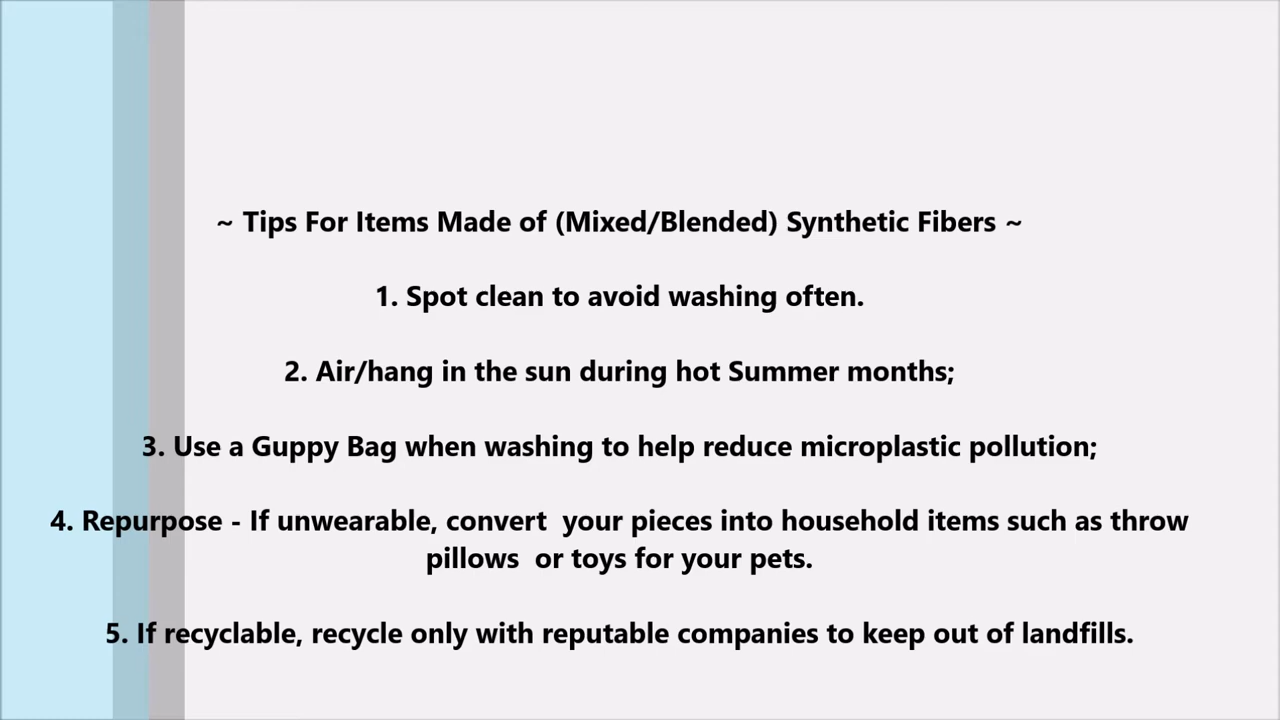 ~ Tips For Items Made of (Mixed/Blended) Synthetic Fibers ~
1. Spot clean to avoid washing often.
2. Air/hang in the sun during hot Summer months;
3. Use a Guppy Bag when washing to help reduce microplastic pollution;
4. Repurpose - If unwearable, convert  your pieces into household items such as throw
pillows  or toys for your pets.
5. If recyclable, recycle only with reputable companies to keep out of landfills.